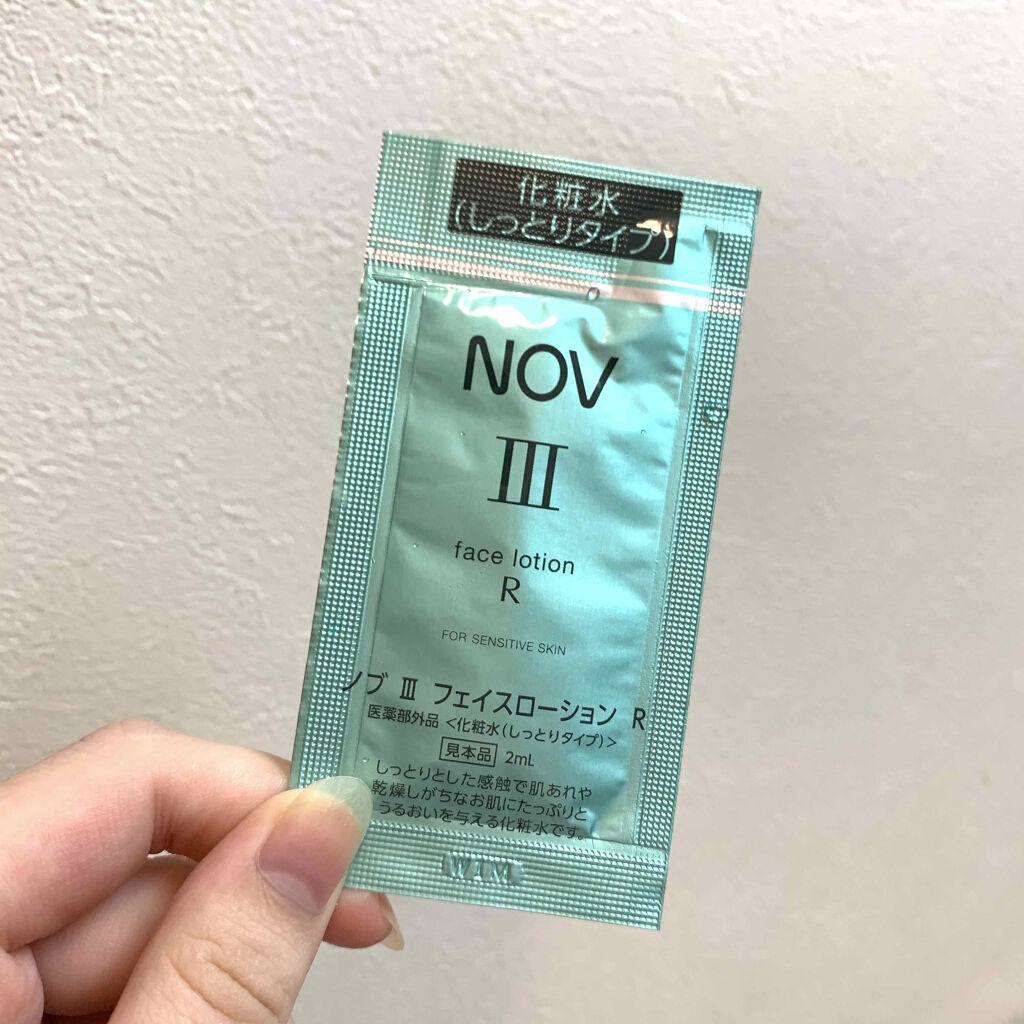 化粧水
(しっとりタイプ)
NOV
III
face lotion
R
FOR SENSITIVE SKIN
ノブ III フェイスローション R
医薬部外品 <化粧水(しっとりタイプ)>
見本品 2mL
しっとりとした感触で肌あれや
乾燥しがちなお肌にたっぷりと
うるおいを与える化粧水です。
W1M